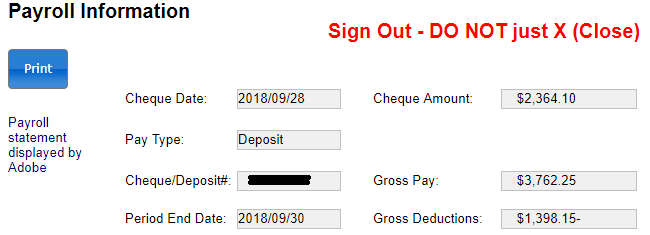 Payroll Information
Sign Out - DO NOT just X (Close)
Print
Cheque Date: 2018/09/28 Cheque Amount: $2,364.10
Payroll
statement
displayed by
Adobe
Pay Type: Deposit
Cheque/Deposit#: Gross Pay: $3,762.25
Period End Date: 2018/09/30 Gross Deductions: $1,398.15-